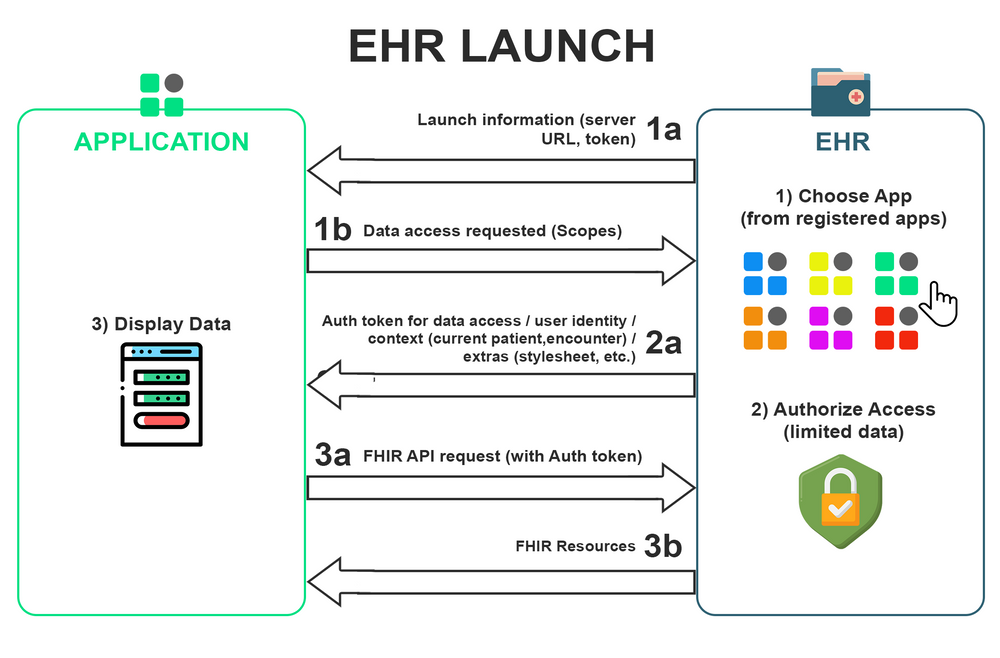 EHR LAUNCH
APPLICATION
EHR
Launch information (server
URL, token)
1a
1) Choose App
(from registered apps)
1b
Data access requested (Scopes)
3) Display Data
Auth token for data access / user identity /
context (current patient,encounter) /
extras (stylesheet, etc.)
2a
2) Authorize Access
(limited data)
3a
FHIR API request (with Auth token)
FHIR Resources
3b